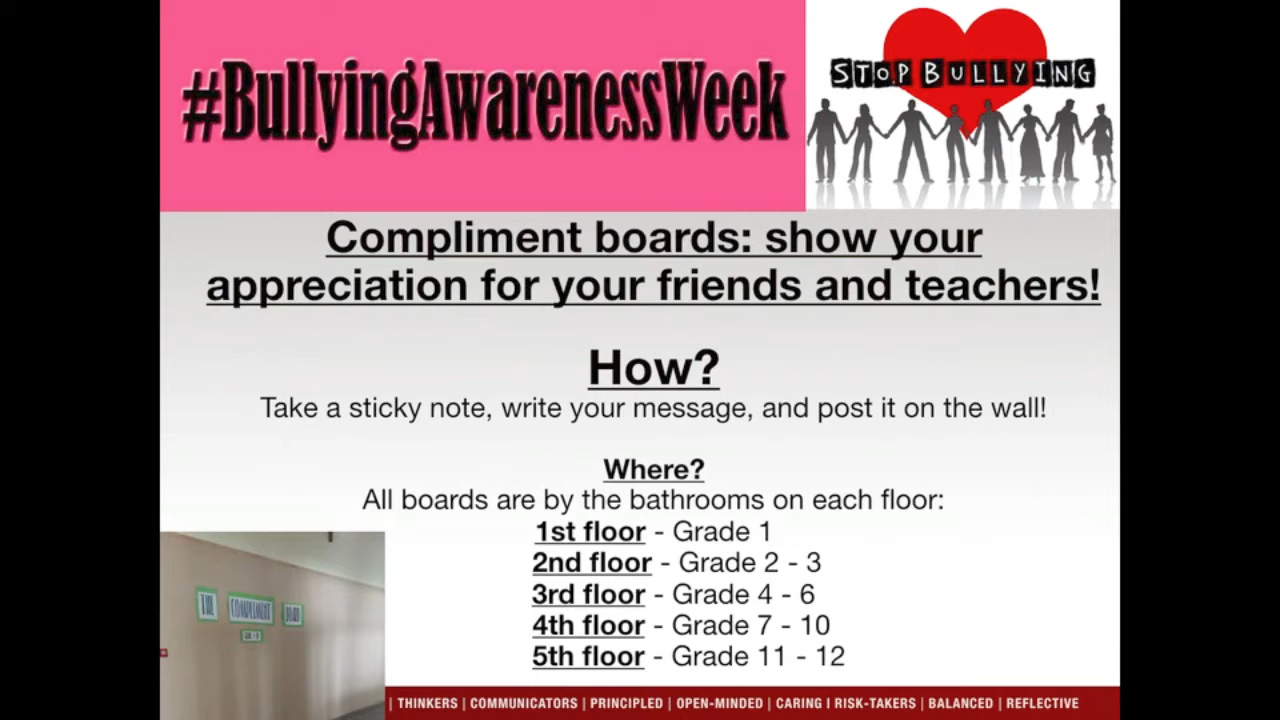 #BullyingAwarenessWeek
STOP BULLYING
Compliment boards: show your
appreciation for your friends and teachers!
How?
Take a sticky note, write your message, and post it on the wall!
Where?
All boards are by the bathrooms on each floor:
1st floor - Grade 1
2nd floor - Grade 2 - 3
3rd floor - Grade 4 - 6
4th floor - Grade 7 - 10
5th floor - Grade 11 - 12
THE COMPLIMENT BOARD
| THINKERS | COMMUNICATORS | PRINCIPLED | OPEN-MINDED | CARING I RISK-TAKERS | BALANCED | REFLECTIVE